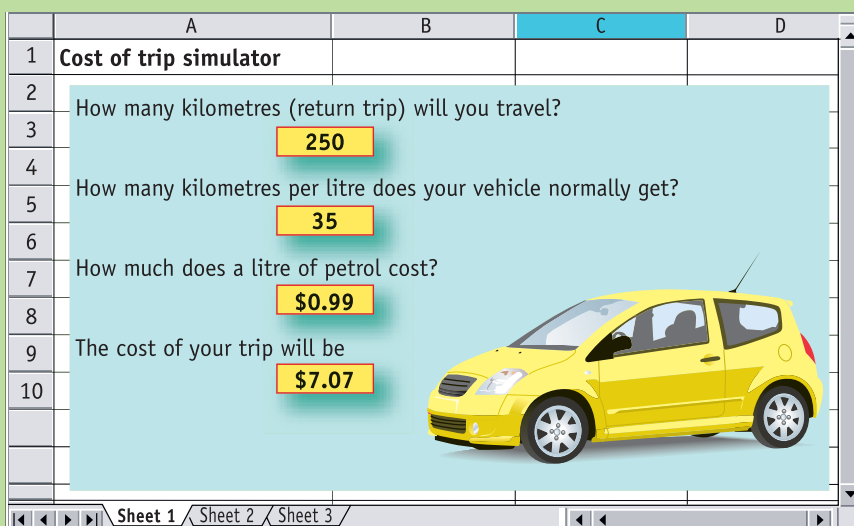 A B C D
1 Cost of trip simulator
2
How many kilometres (return trip) will you travel?
3
250
4
How many kilometres per litre does your vehicle normally get?
5
35
6
How much does a litre of petrol cost?
7
8
$0.99
9 The cost of your trip will be
10
$7.07
Sheet 1 Sheet 2 Sheet 3